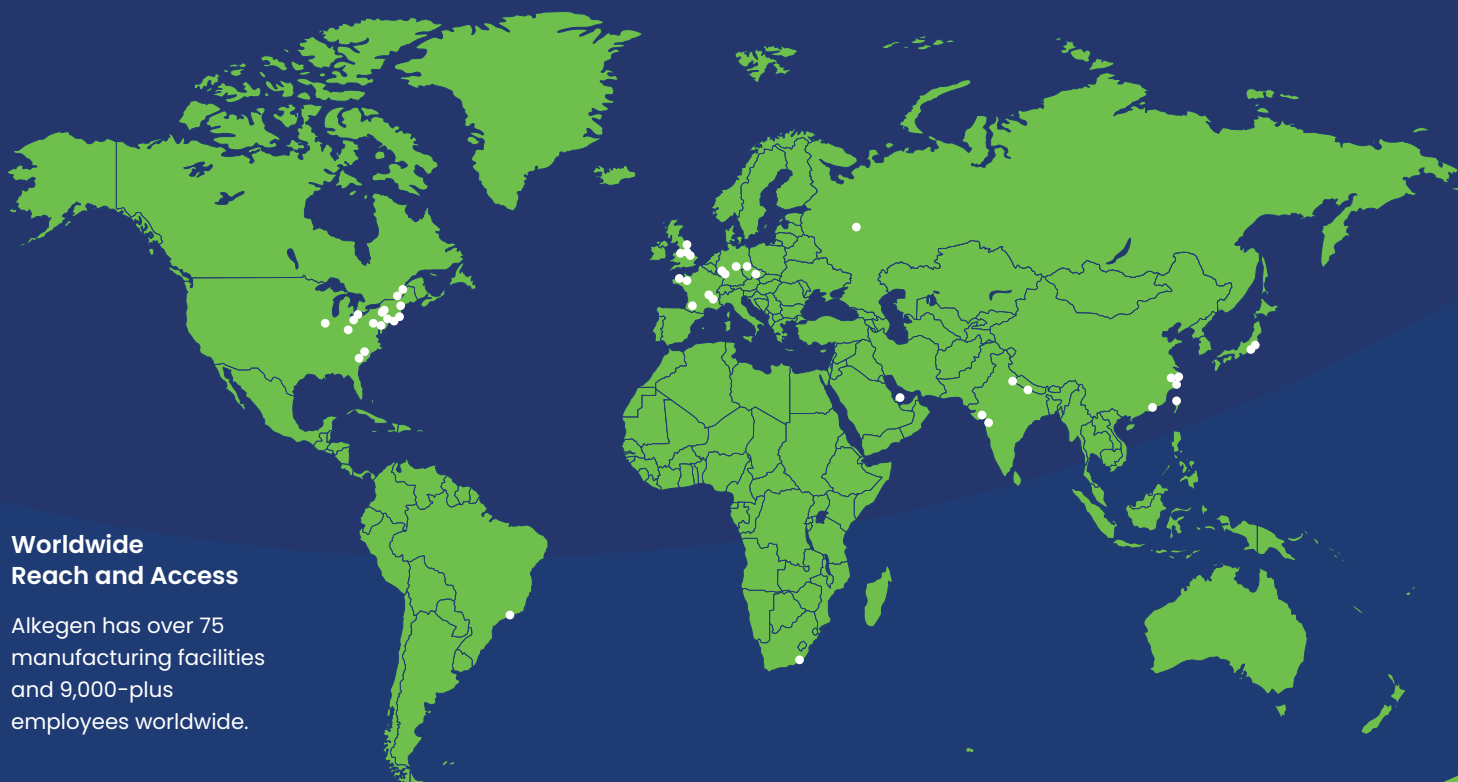 Worldwide
Reach and Access
Alkegen has over 75
manufacturing facilities
and 9,000-plus
employees worldwide.